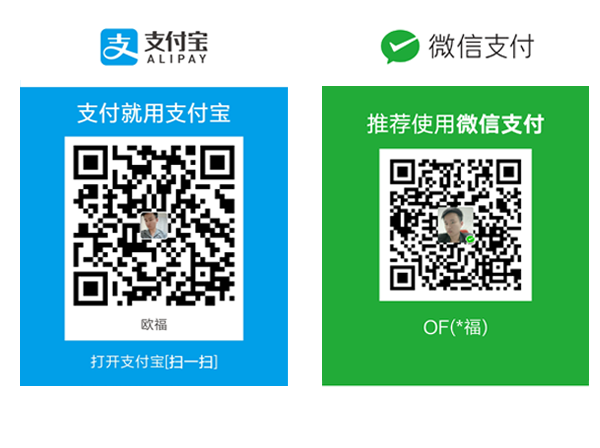 支付宝
ALIPAY
支付就用支付宝
欧福
打开支付宝[扫一扫]
微信支付
推荐使用微信支付
OF(*福)